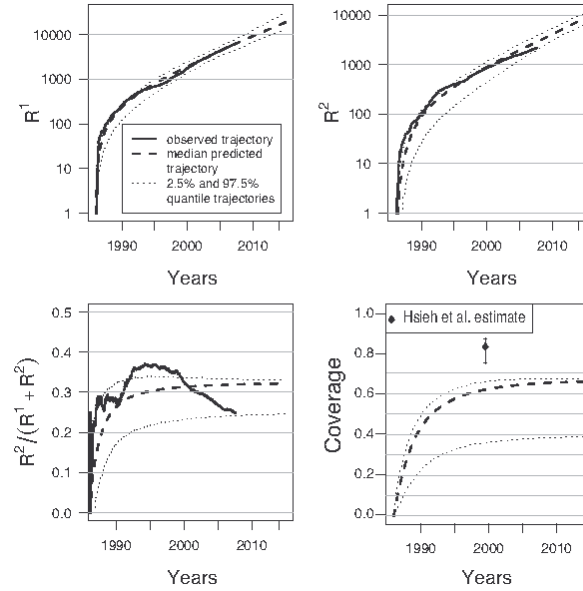 10000
1000
100
10
1
R¹
observed trajectory
median predicted
trajectory
2.5% and 97.5%
quantile trajectories
1990
2000
2010
Years
10000
1000
100
10
1
R²
1990
2000
2010
Years
0.5
0.4
0.3
0.2
0.1
0.0
R²/(R¹ + R²)
1990
2000
2010
Years
1.0
0.8
0.6
0.4
0.2
0.0
Coverage
Hsieh et al. estimate
1990
2000
2010
Years